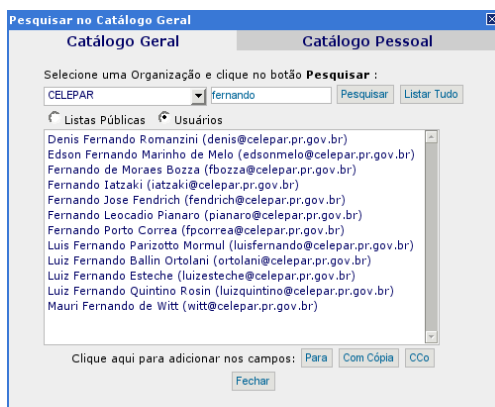 Pesquisar no Catálogo Geral
Catálogo Geral Catálogo Pessoal
Selecione uma Organização e clique no botão Pesquisar :
CELEPAR fernando Pesquisar Listar Tudo
Listas Públicas Usuários
Denis Fernando Romanzini (denis@celepar.pr.gov.br)
Edson Fernando Marinho de Melo (edsonmelo@celepar.pr.gov.br)
Fernando de Moraes Bozza (fbozza@celepar.pr.gov.br)
Fernando Iatzaki (iatzaki@celepar.pr.gov.br)
Fernando Jose Fendrich (fendrich@celepar.pr.gov.br)
Fernando Leocadio Pianaro (pianaro@celepar.pr.gov.br)
Fernando Porto Correa (fpcorrea@celepar.pr.gov.br)
Luis Fernando Parizotto Mormul (luisfernando@celepar.pr.gov.br)
Luiz Fernando Ballin Ortolani (ortolani@celepar.pr.gov.br)
Luiz Fernando Esteche (luizesteche@celepar.pr.gov.br)
Luiz Fernando Quintino Rosin (luizquintino@celepar.pr.gov.br)
Mauri Fernando de Witt (witt@celepar.pr.gov.br)
Clique aqui para adicionar nos campos: Para Com Cópia CCo
Fechar